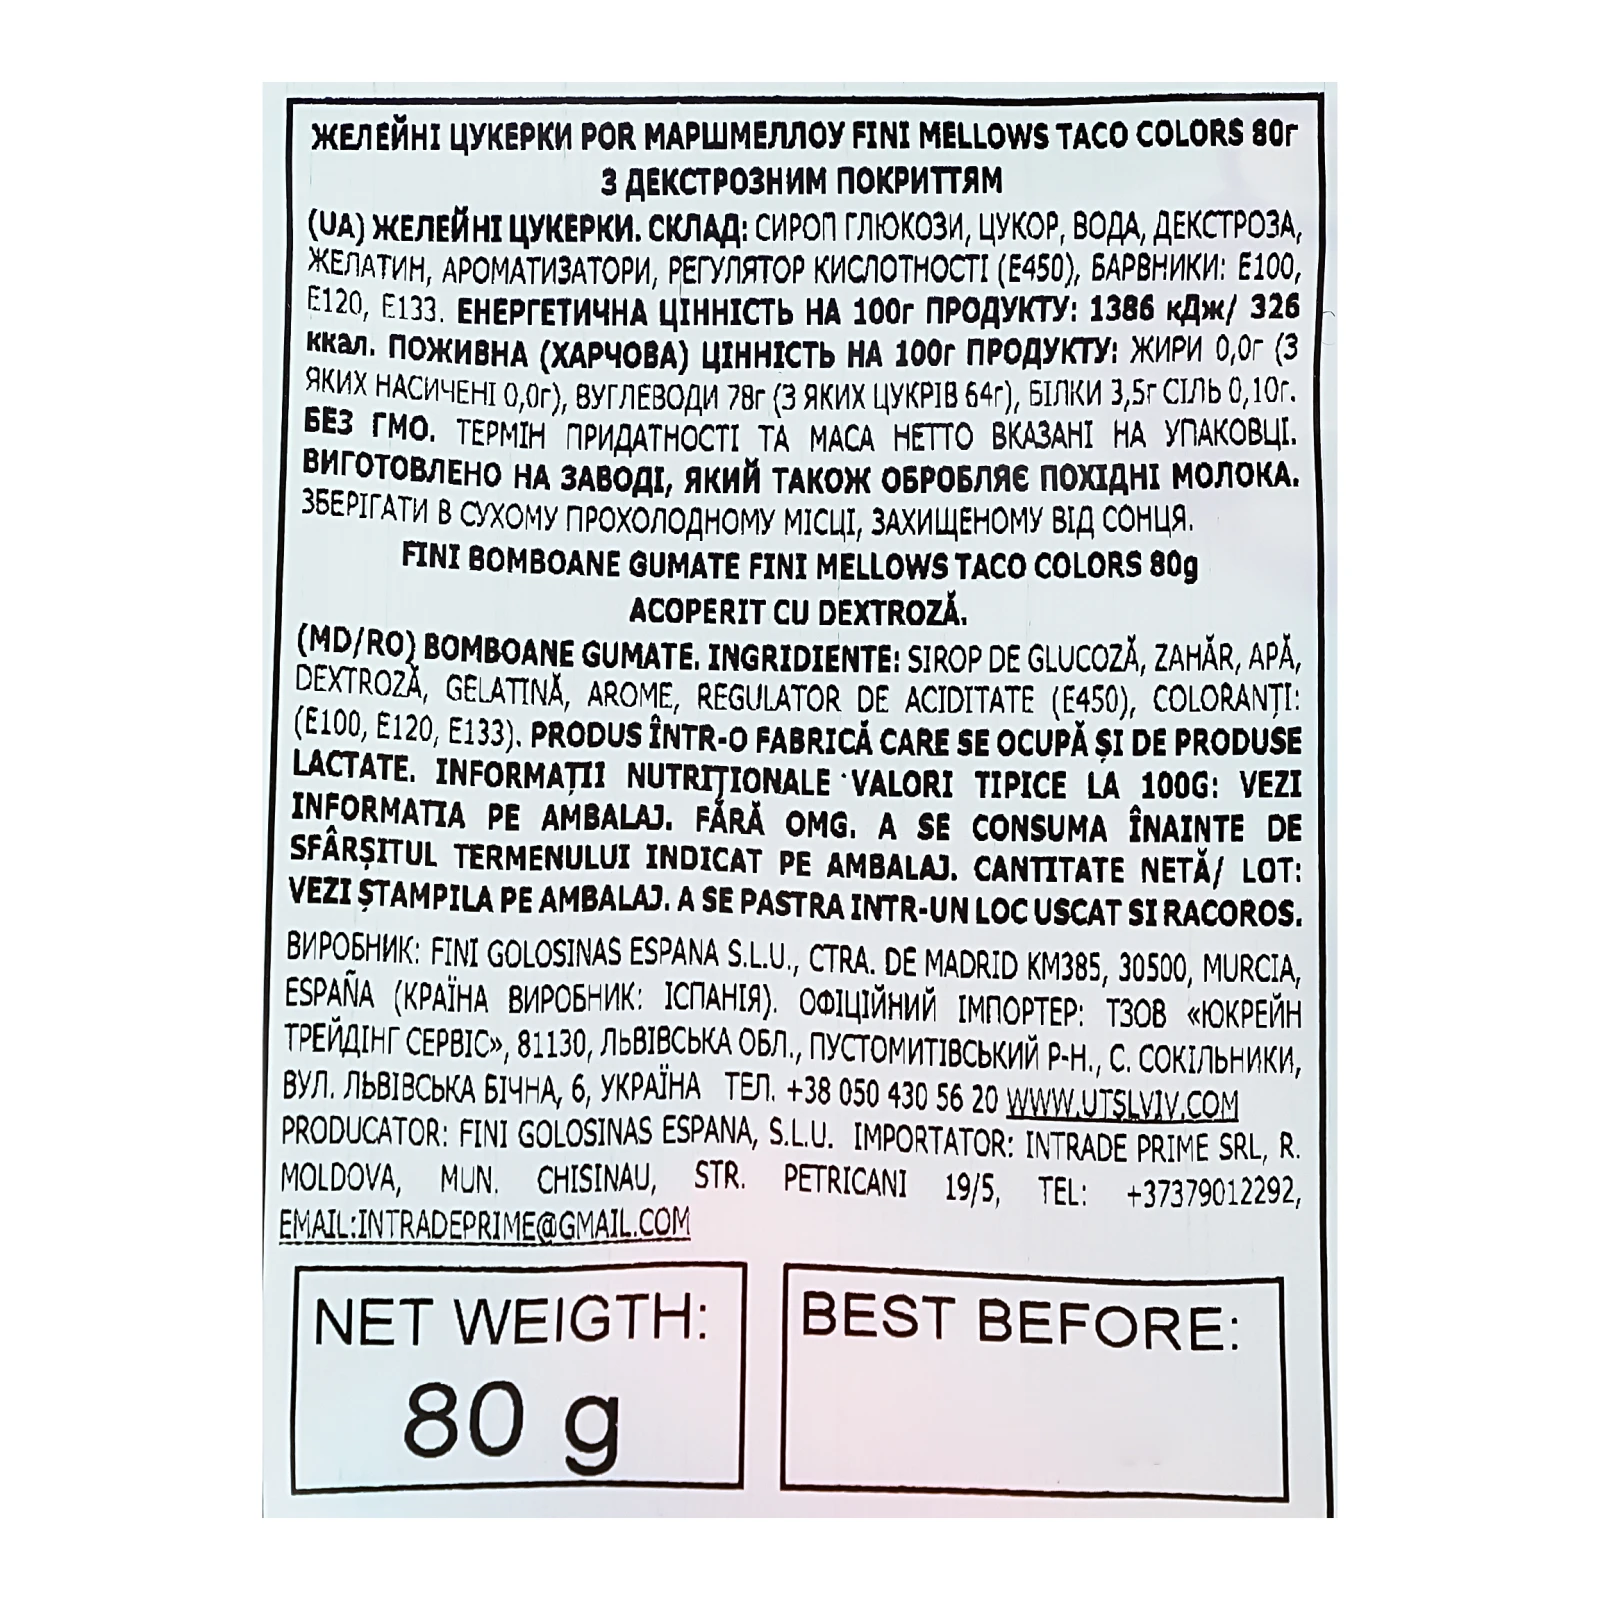 ЖЕЛЕЙНІ ЦУКЕРКИ POR МАРШМЕЛЛОУ FINI MELLOWS TACO COLORS 80г
З ДЕКСТРОЗНИМ ПОКРИТТЯМ
(UA) ЖЕЛЕЙНІ ЦУКЕРКИ. СКЛАД: СИРОП ГЛЮКОЗИ, ЦУКОР, ВОДА, ДЕКСТРОЗА,
ЖЕЛАТИН, АРОМАТИЗАТОРИ, РЕГУЛЯТОР КИСЛОТНОСТІ (Е450), БАРВНИКИ: Е100,
Е120, Е133. ЕНЕРГЕТИЧНА ЦІННІСТЬ НА 100г ПРОДУКТУ: 1386 кДж/ 326
ккал. ПОЖИВНА (ХАРЧОВА) ЦІННІСТЬ НА 100г ПРОДУКТУ: ЖИРИ 0,0г (З
ЯКИХ НАСИЧЕНІ 0,0г), ВУГЛЕВОДИ 78г (З ЯКИХ ЦУКРІВ 64г), БІЛКИ 3,5г СІЛЬ 0,10г.
БЕЗ ГМО. ТЕРМІН ПРИДАТНОСТІ ТА МАСА НЕТТО ВКАЗАНІ НА УПАКОВЦІ.
ВИГОТОВЛЕНО НА ЗАВОДІ, ЯКИЙ ТАКОЖ ОБРОБЛЯЄ ПОХІДНІ МОЛОКА.
ЗБЕРІГАТИ В СУХОМУ ПРОХОЛОДНОМУ МІСЦІ, ЗАХИЩЕНОМУ ВІД СОНЦЯ.
FINI BOMBOANE GUMATE FINI MELLOWS TACO COLORS 80g
ACOPERIT CU DEXTROZĂ.
(MD/RO) BOMBOANE GUMATE. INGRIDIENTE: SIROP DE GLUCOZĂ, ZAHĂR, APĂ,
DEXTROZĂ, GELATINĂ, AROME, REGULATOR DE ACIDITATE (E450), COLORANȚI:
(E100, E120, E133). PRODUS ÎNTR-O FABRICĂ CARE SE OCUPĂ ȘI DE PRODUSE
LACTATE. INFORMAȚII NUTRIȚIONALE VALORI TIPICE LA 100G: VEZI
INFORMATIA PE AMBALAJ. FĂRĂ OMG. A SE CONSUMA ÎNAINTE DE
SFÂRȘITUL TERMENULUI INDICAT PE AMBALAJ. CANTITATE NETĂ/ LOT:
VEZI ȘTAMPILA PE AMBALAJ. A SE PASTRA INTR-UN LOC USCAT SI RACOROS.
ВИРОБНИК: FINI GOLOSINAS ESPANA S.L.U., CTRA. DE MADRID KM385, 30500, MURCIA,
ESPAÑA (КРАЇНА ВИРОБНИК: ІСПАНІЯ). ОФІЦІЙНИЙ ІМПОРТЕР: ТЗОВ «ЮКРЕЙН
ТРЕЙДІНГ СЕРВІС», 81130, ЛЬВІВСЬКА ОБЛ., ПУСТОМИТІВСЬКИЙ Р-Н., С. СОКІЛЬНИКИ,
ВУЛ. ЛЬВІВСЬКА БІЧНА, 6, УКРАЇНА ТЕЛ. +38 050 430 56 20 WWW.UTSLVIV.COM
PRODUCATOR: FINI GOLOSINAS ESPANA, S.L.U. IMPORTATOR: INTRADE PRIME SRL, R.
MOLDOVA, MUN. CHISINAU, STR. PETRICANI 19/5, TEL: +37379012292,
EMAIL:INTRADEPRIME@GMAIL.COM
NET WEIGTH:
80 g
BEST BEFORE: